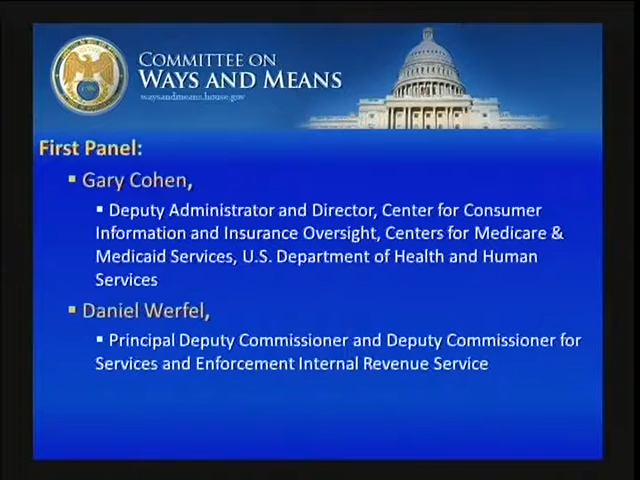 COMMITTEE ON
WAYS AND MEANS
waysandmeans.house.gov
First Panel:
▪ Gary Cohen,
▪ Deputy Administrator and Director, Center for Consumer
Information and Insurance Oversight, Centers for Medicare &
Medicaid Services, U.S. Department of Health and Human
Services
▪ Daniel Werfel,
▪ Principal Deputy Commissioner and Deputy Commissioner for
Services and Enforcement Internal Revenue Service